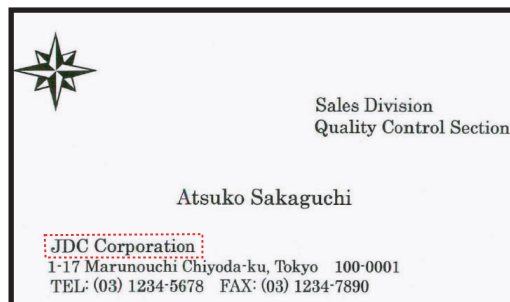 Sales Division
Quality Control Section
Atsuko Sakaguchi
JDC Corporation
1-17 Marunouchi Chiyoda-ku, Tokyo 100-0001
TEL: (03) 1234-5678 FAX: (03) 1234-7890